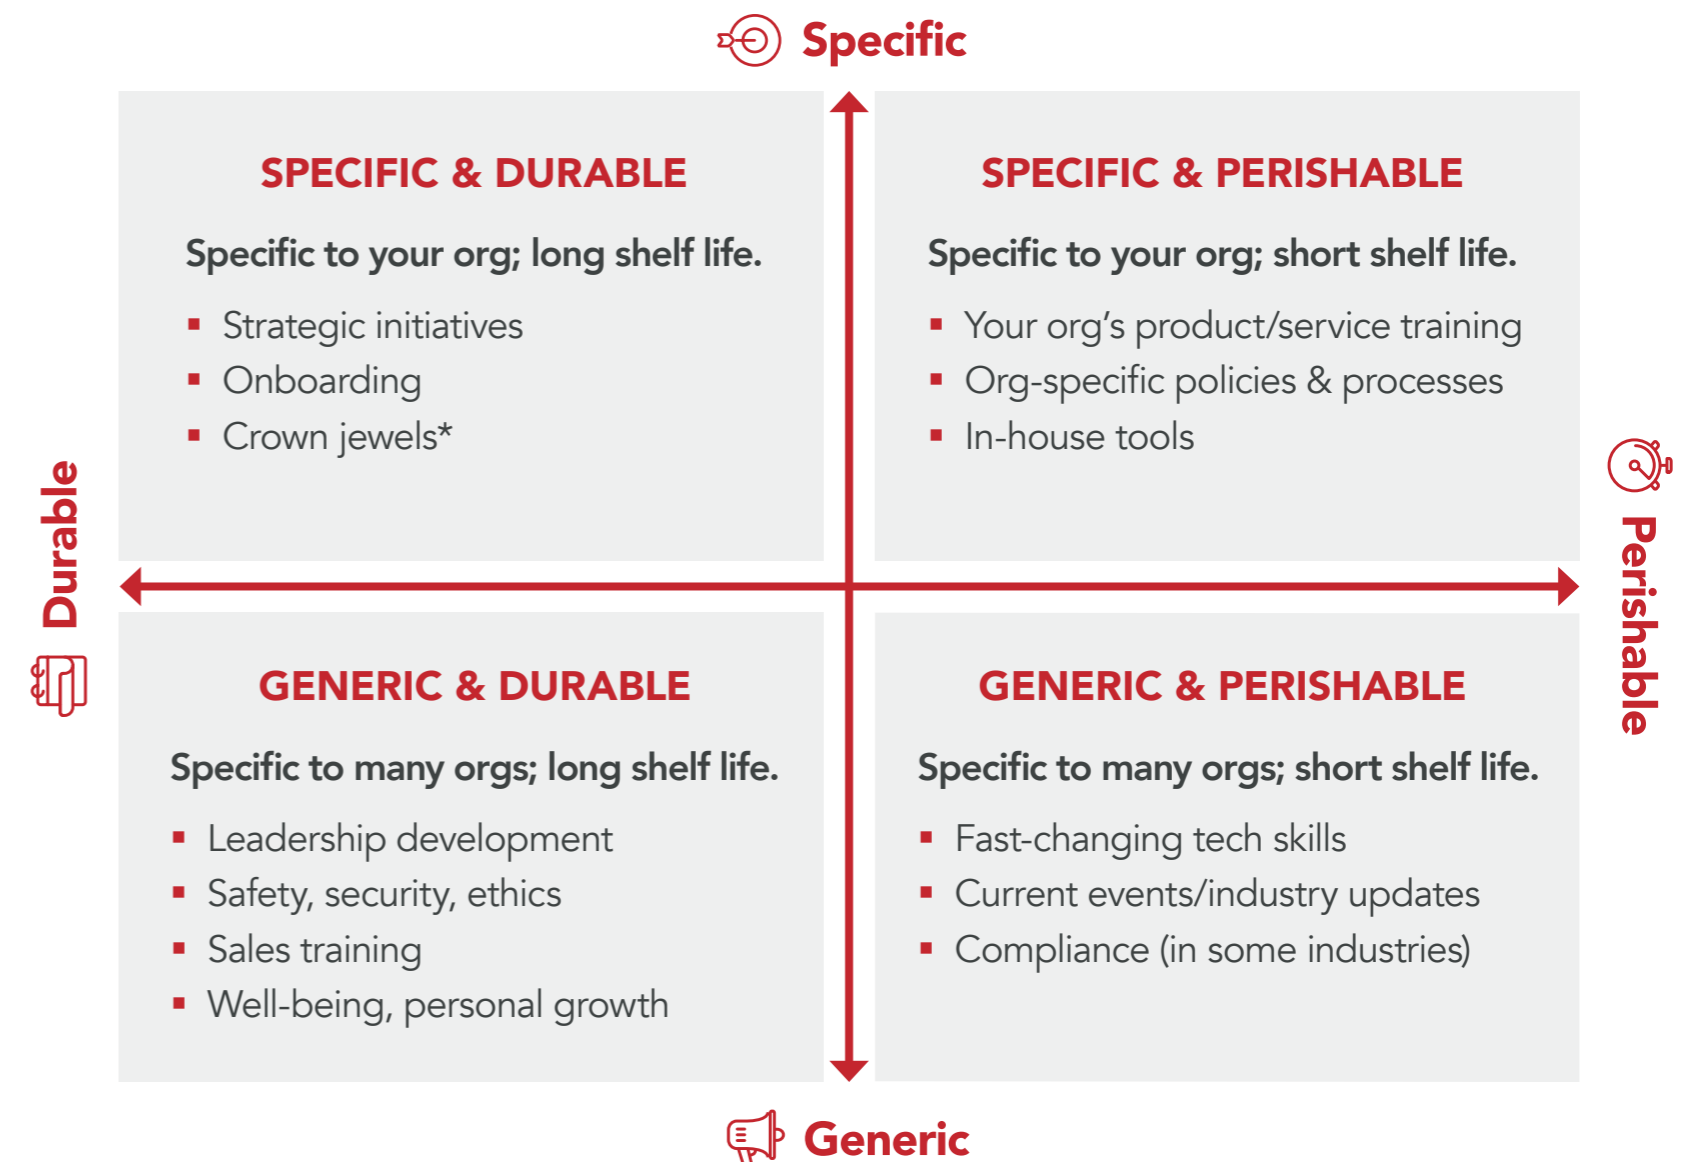 Specific
SPECIFIC & DURABLE
Specific to your org; long shelf life.
▪ Strategic initiatives
▪ Onboarding
▪ Crown jewels*
SPECIFIC & PERISHABLE
Specific to your org; short shelf life.
▪ Your org’s product/service training
▪ Org-specific policies & processes
▪ In-house tools
Durable
Perishable
GENERIC & DURABLE
Specific to many orgs; long shelf life.
▪ Leadership development
▪ Safety, security, ethics
▪ Sales training
▪ Well-being, personal growth
GENERIC & PERISHABLE
Specific to many orgs; short shelf life.
▪ Fast-changing tech skills
▪ Current events/industry updates
▪ Compliance (in some industries)
Generic